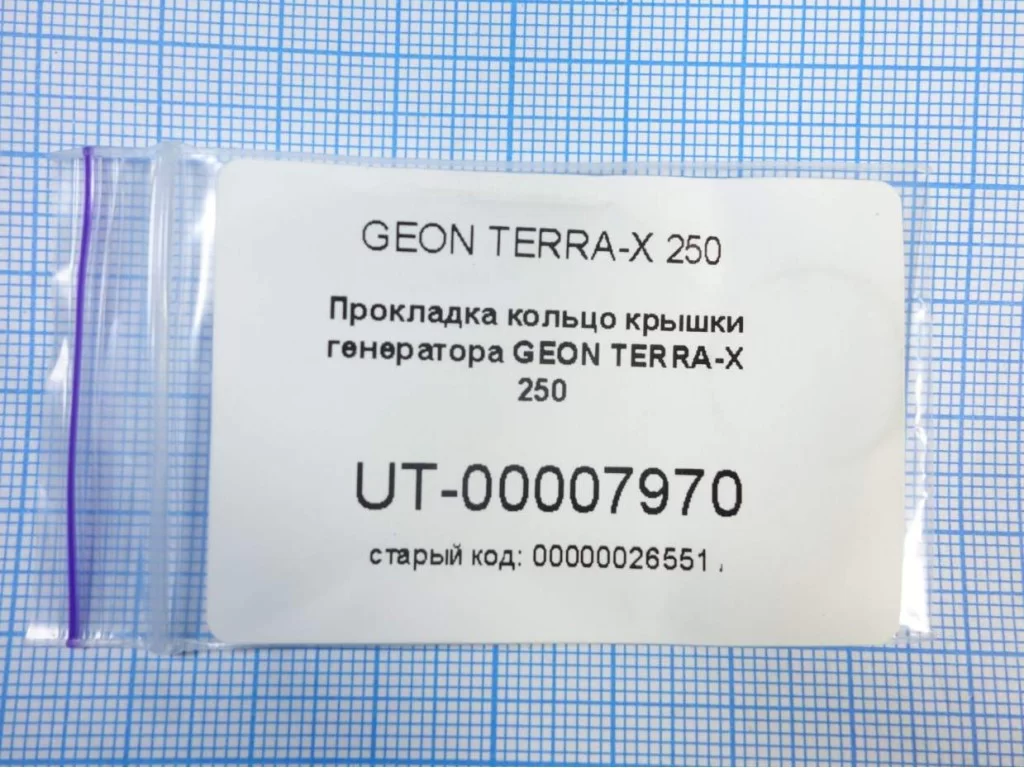 GEON TERRA-X 250
Прокладка кольцо крышки
генератора GEON TERRA-X
250
UT-00007970
старый код: 00000026551 ,